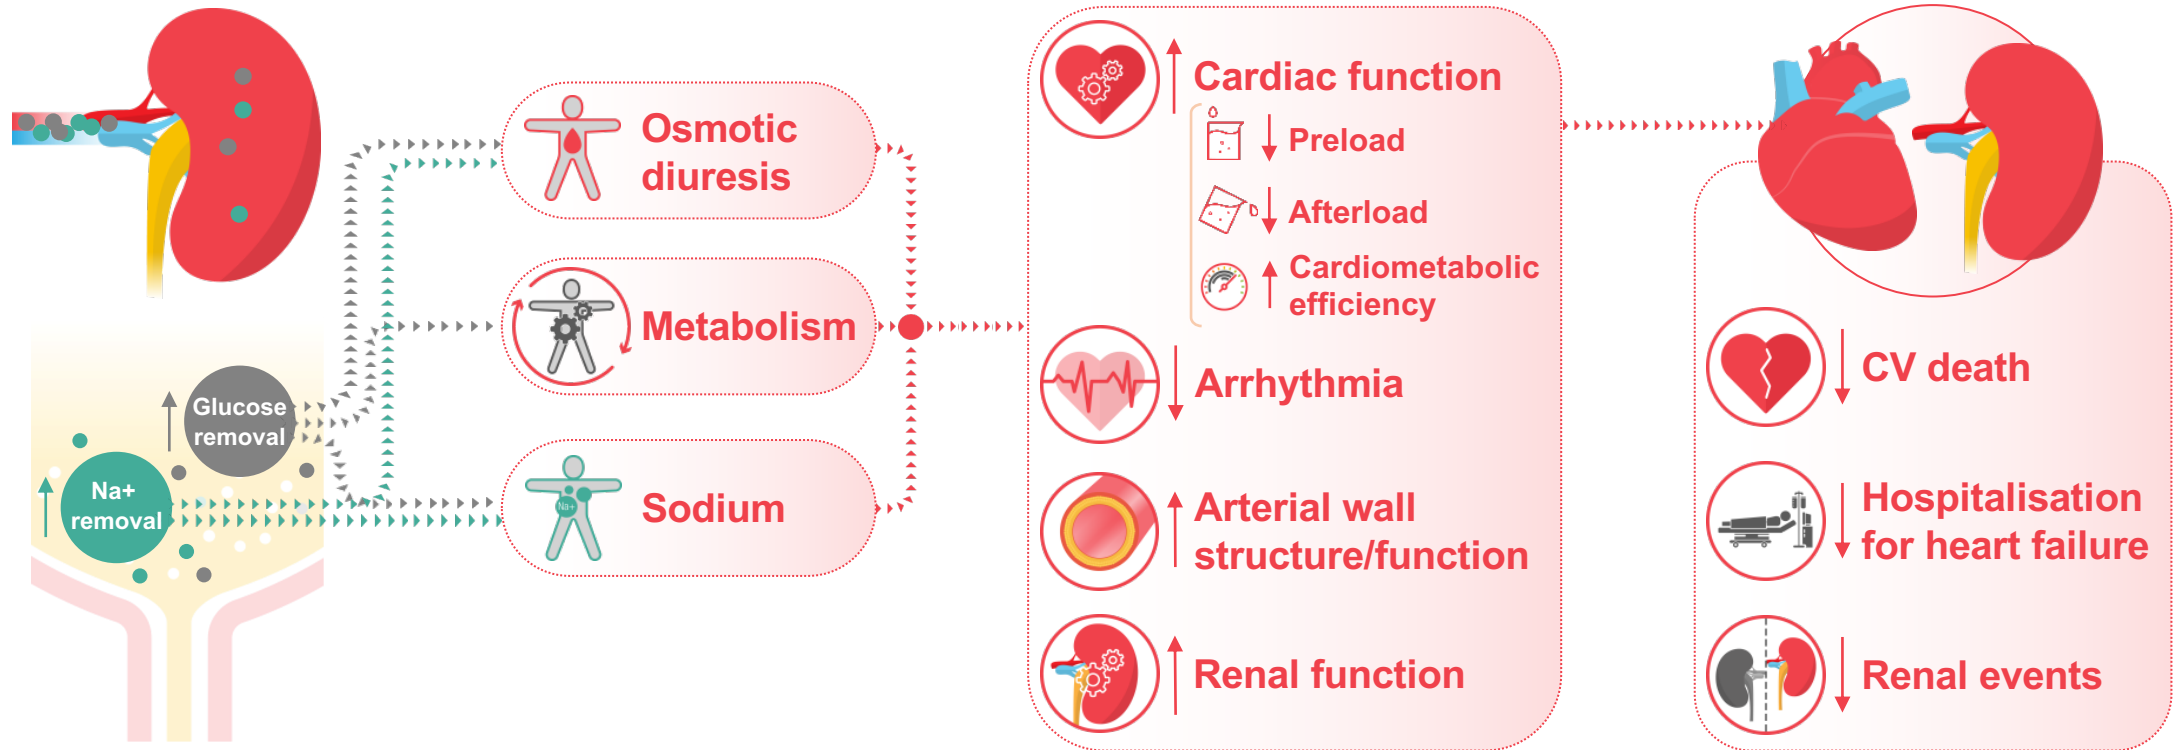 Glucose
removal
Na+
removal
Osmotic
diuresis
Metabolism
Na+
Sodium
Cardiac function
Preload
Afterload
Cardiometabolic
efficiency
Arrhythmia
Arterial wall
structure/function
Renal function
CV death
Hospitalisation
for heart failure
Renal events